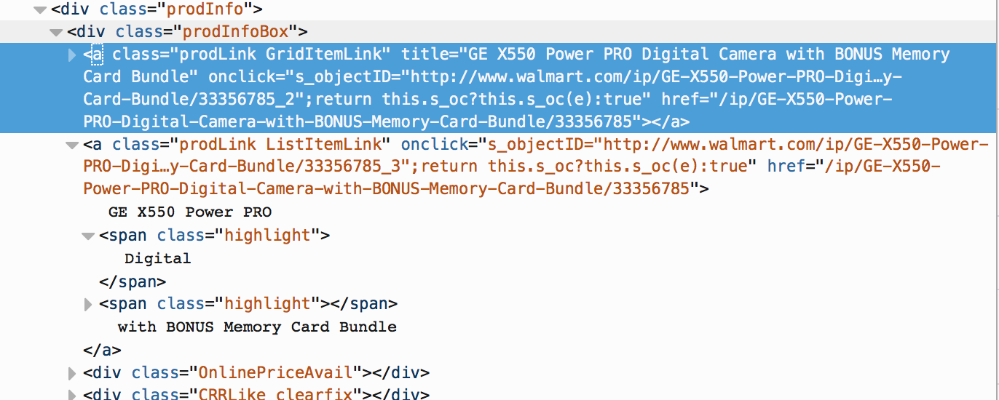 <div class="prodInfo">
<div class="prodInfoBox">
<a class="prodLink GridItemLink" title="GE X550 Power PRO Digital Camera with BONUS Memory
Card Bundle" onclick="s_objectID="http://www.walmart.com/ip/GE-X550-Power-PRO-Digi…y-
Card-Bundle/33356785_2";return this.s_oc?this.s_oc(e):true" href="/ip/GE-X550-Power-
PRO-Digital-Camera-with-BONUS-Memory-Card-Bundle/33356785"></a>
<a class="prodLink ListItemLink" onclick="s_objectID="http://www.walmart.com/ip/GE-X550-Power-
PRO-Digi…y-Card-Bundle/33356785_3";return this.s_oc?this.s_oc(e):true" href="/ip/GE-X550-
Power-PRO-Digital-Camera-with-BONUS-Memory-Card-Bundle/33356785">
GE X550 Power PRO
<span class="highlight">
Digital
</span>
<span class="highlight"></span>
with BONUS Memory Card Bundle
</a>
<div class="OnlinePriceAvail"></div>
<div class="CRRLike clearfix"></div>